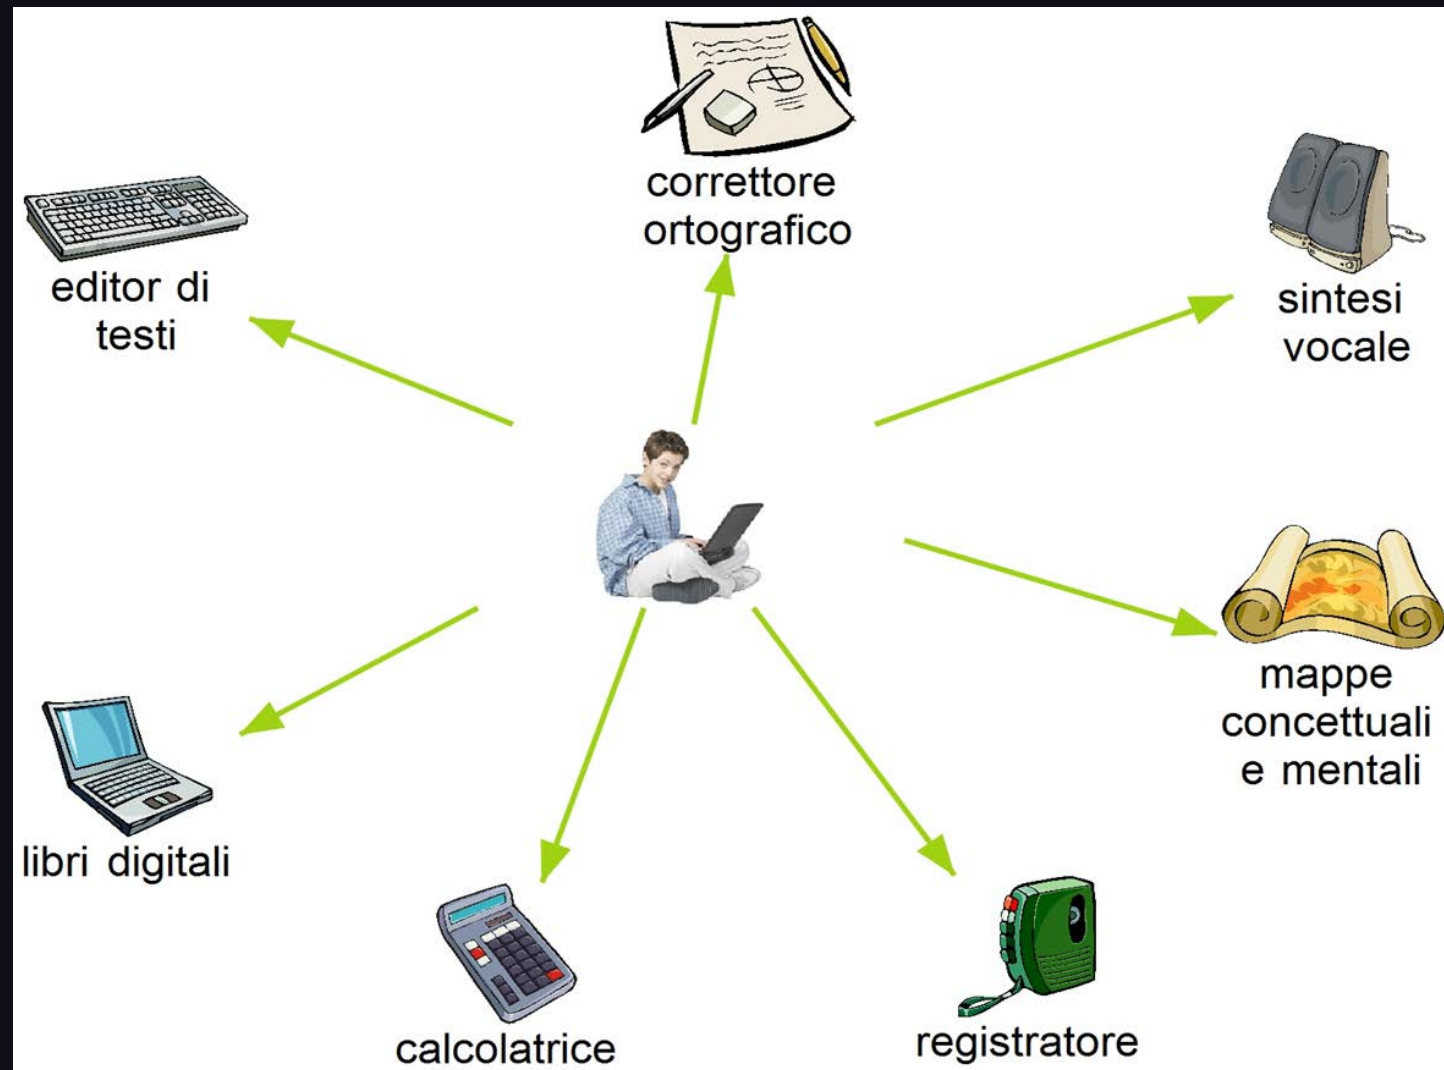 correttore
ortografico
editor di
testi
sintesi
vocale
mappe
concettuali
e mentali
libri digitali
calcolatrice
registratore